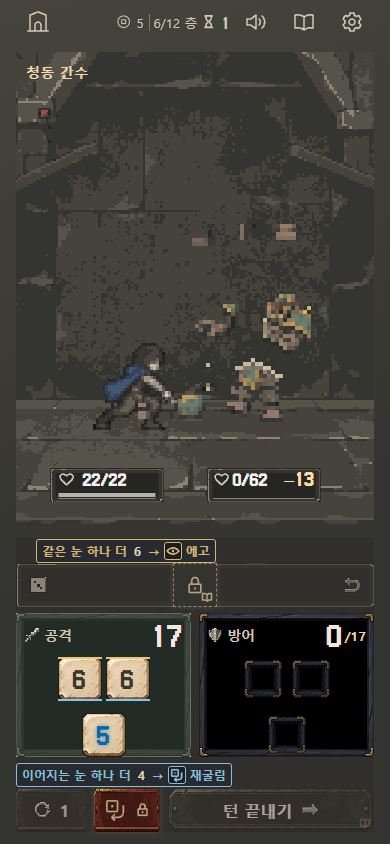 5 6/12 층 1
청동 간수
22/22
0/62 -13
같은 눈 하나 더 6 → 예고
공격 17
방어 0/17
6 6
5
이어지는 눈 하나 더 4 → 재굴림
1
턴 끝내기